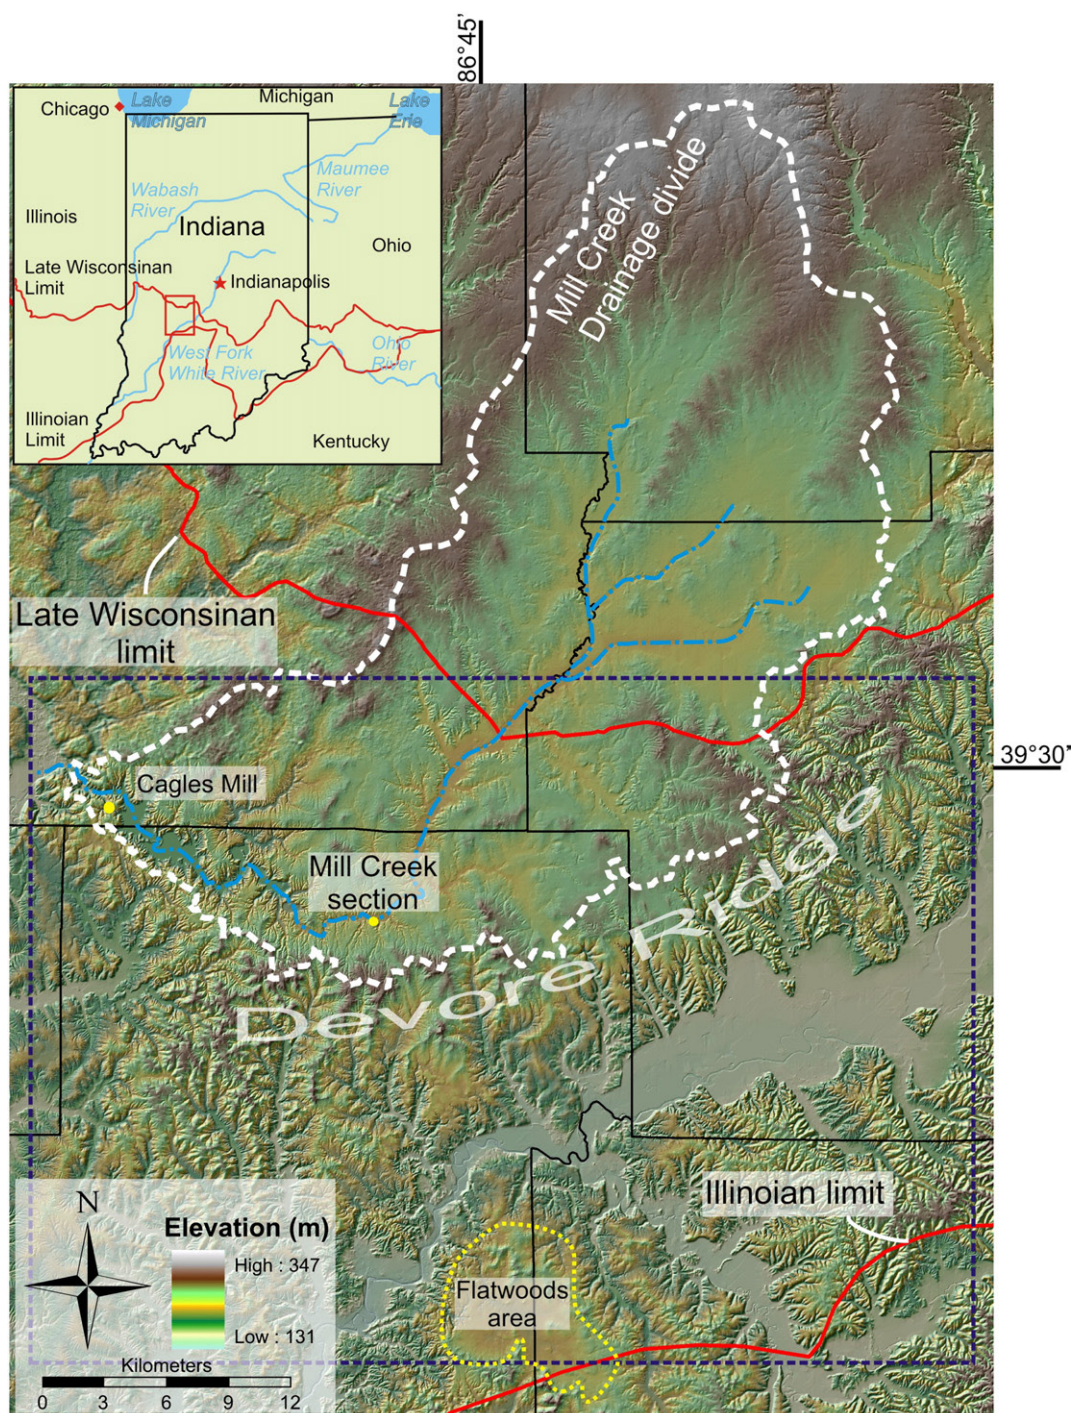 86°45'
Chicago
Lake
Michigan
Michigan
Lake
Erie
Maumee
River
Wabash
River
Illinois
Indiana
Ohio
Late Wisconsinan
Limit
Indianapolis
West Fork
White River
Ohio
River
Illinoian
Limit
Kentucky
Mill Creek
Drainage divide
Late Wisconsinan
limit
39°30'
Cagles Mill
Mill Creek
section
Devore Ridge
Illinoian limit
Flatwoods
area
N
Elevation (m)
High : 347
Low : 131
Kilometers
0 3 6 9 12